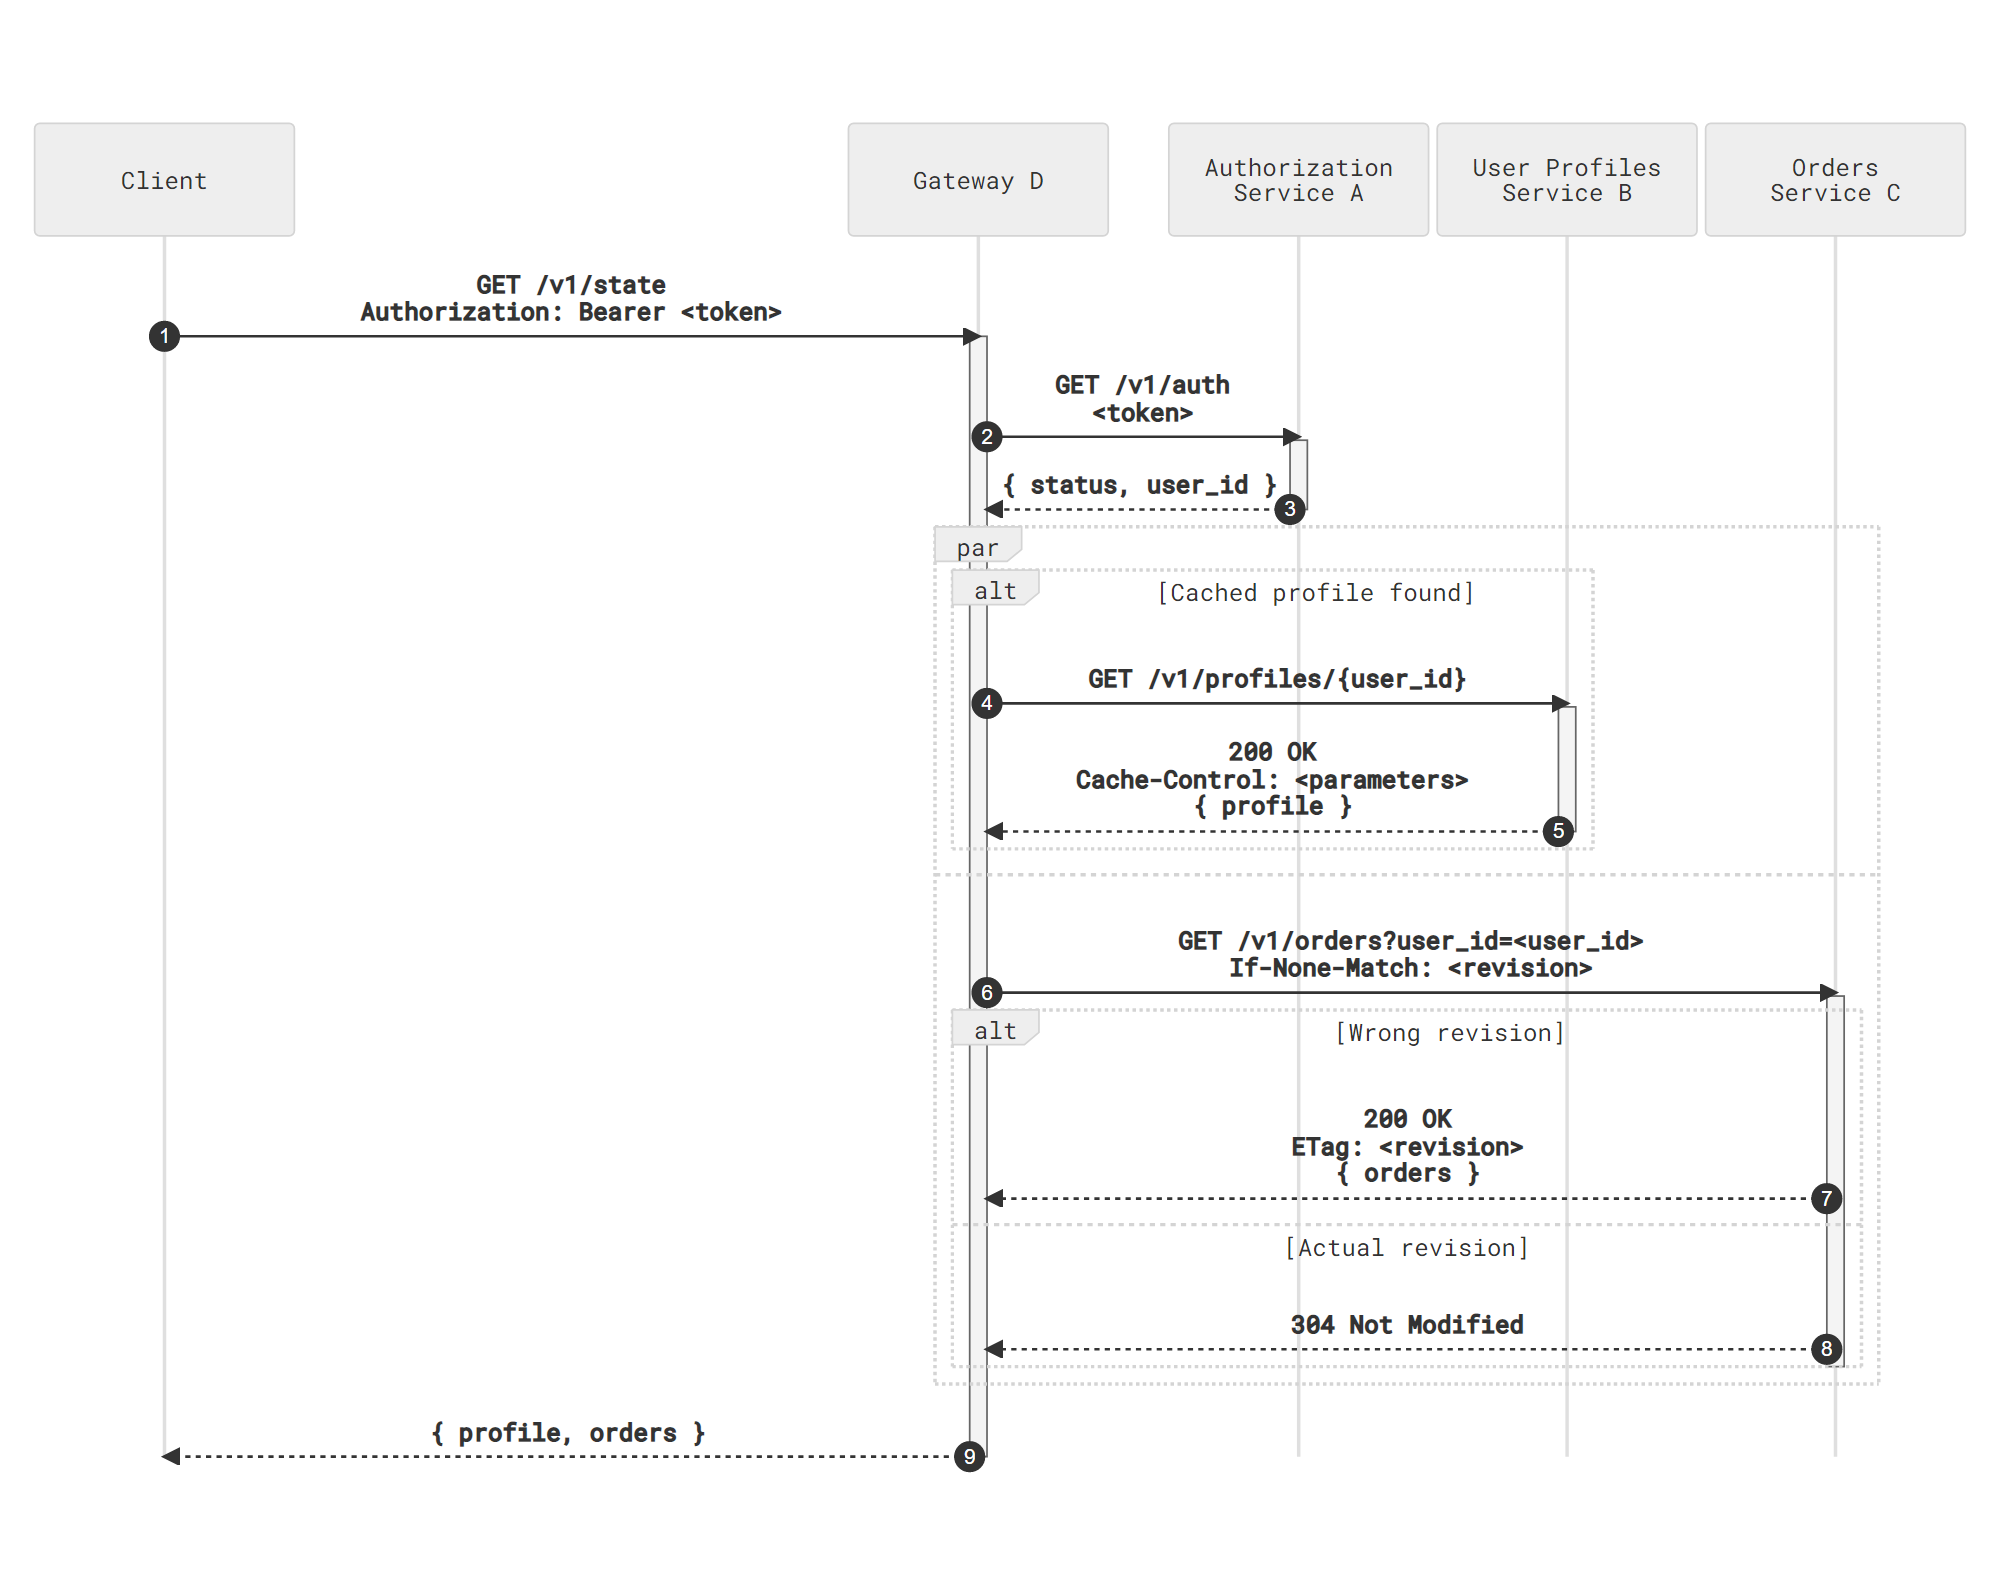 Client
Gateway D
Authorization
Service A
User Profiles
Service B
Orders
Service C
GET /v1/state
Authorization: Bearer <token>
1
GET /v1/auth
<token>
2
{ status, user_id }
3
par
alt
[Cached profile found]
GET /v1/profiles/{user_id}
4
200 OK
Cache-Control: <parameters>
{ profile }
5
GET /v1/orders?user_id=<user_id>
If-None-Match: <revision>
6
alt
[Wrong revision]
200 OK
ETag: <revision>
{ orders }
7
[Actual revision]
304 Not Modified
8
{ profile, orders }
9